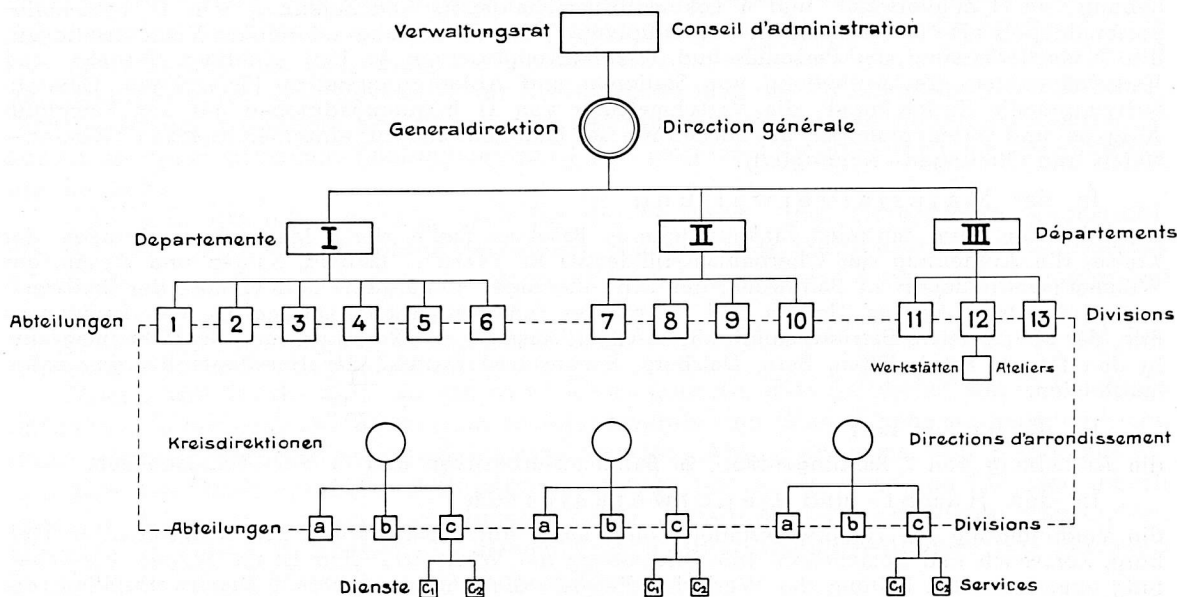 Verwaltungsrat Conseil d'administration
Generaldirektion Direction générale
Departemente I II III Départements
Abteilungen 1 2 3 4 5 6 7 8 9 10 11 12 13 Divisions
Werkstätten Ateliers
Kreisdirektionen Directions d'arrondissement
Abteilungen a b c a b c a b c Divisions
Dienste C1 C2 C1 C2 C1 C2 Services